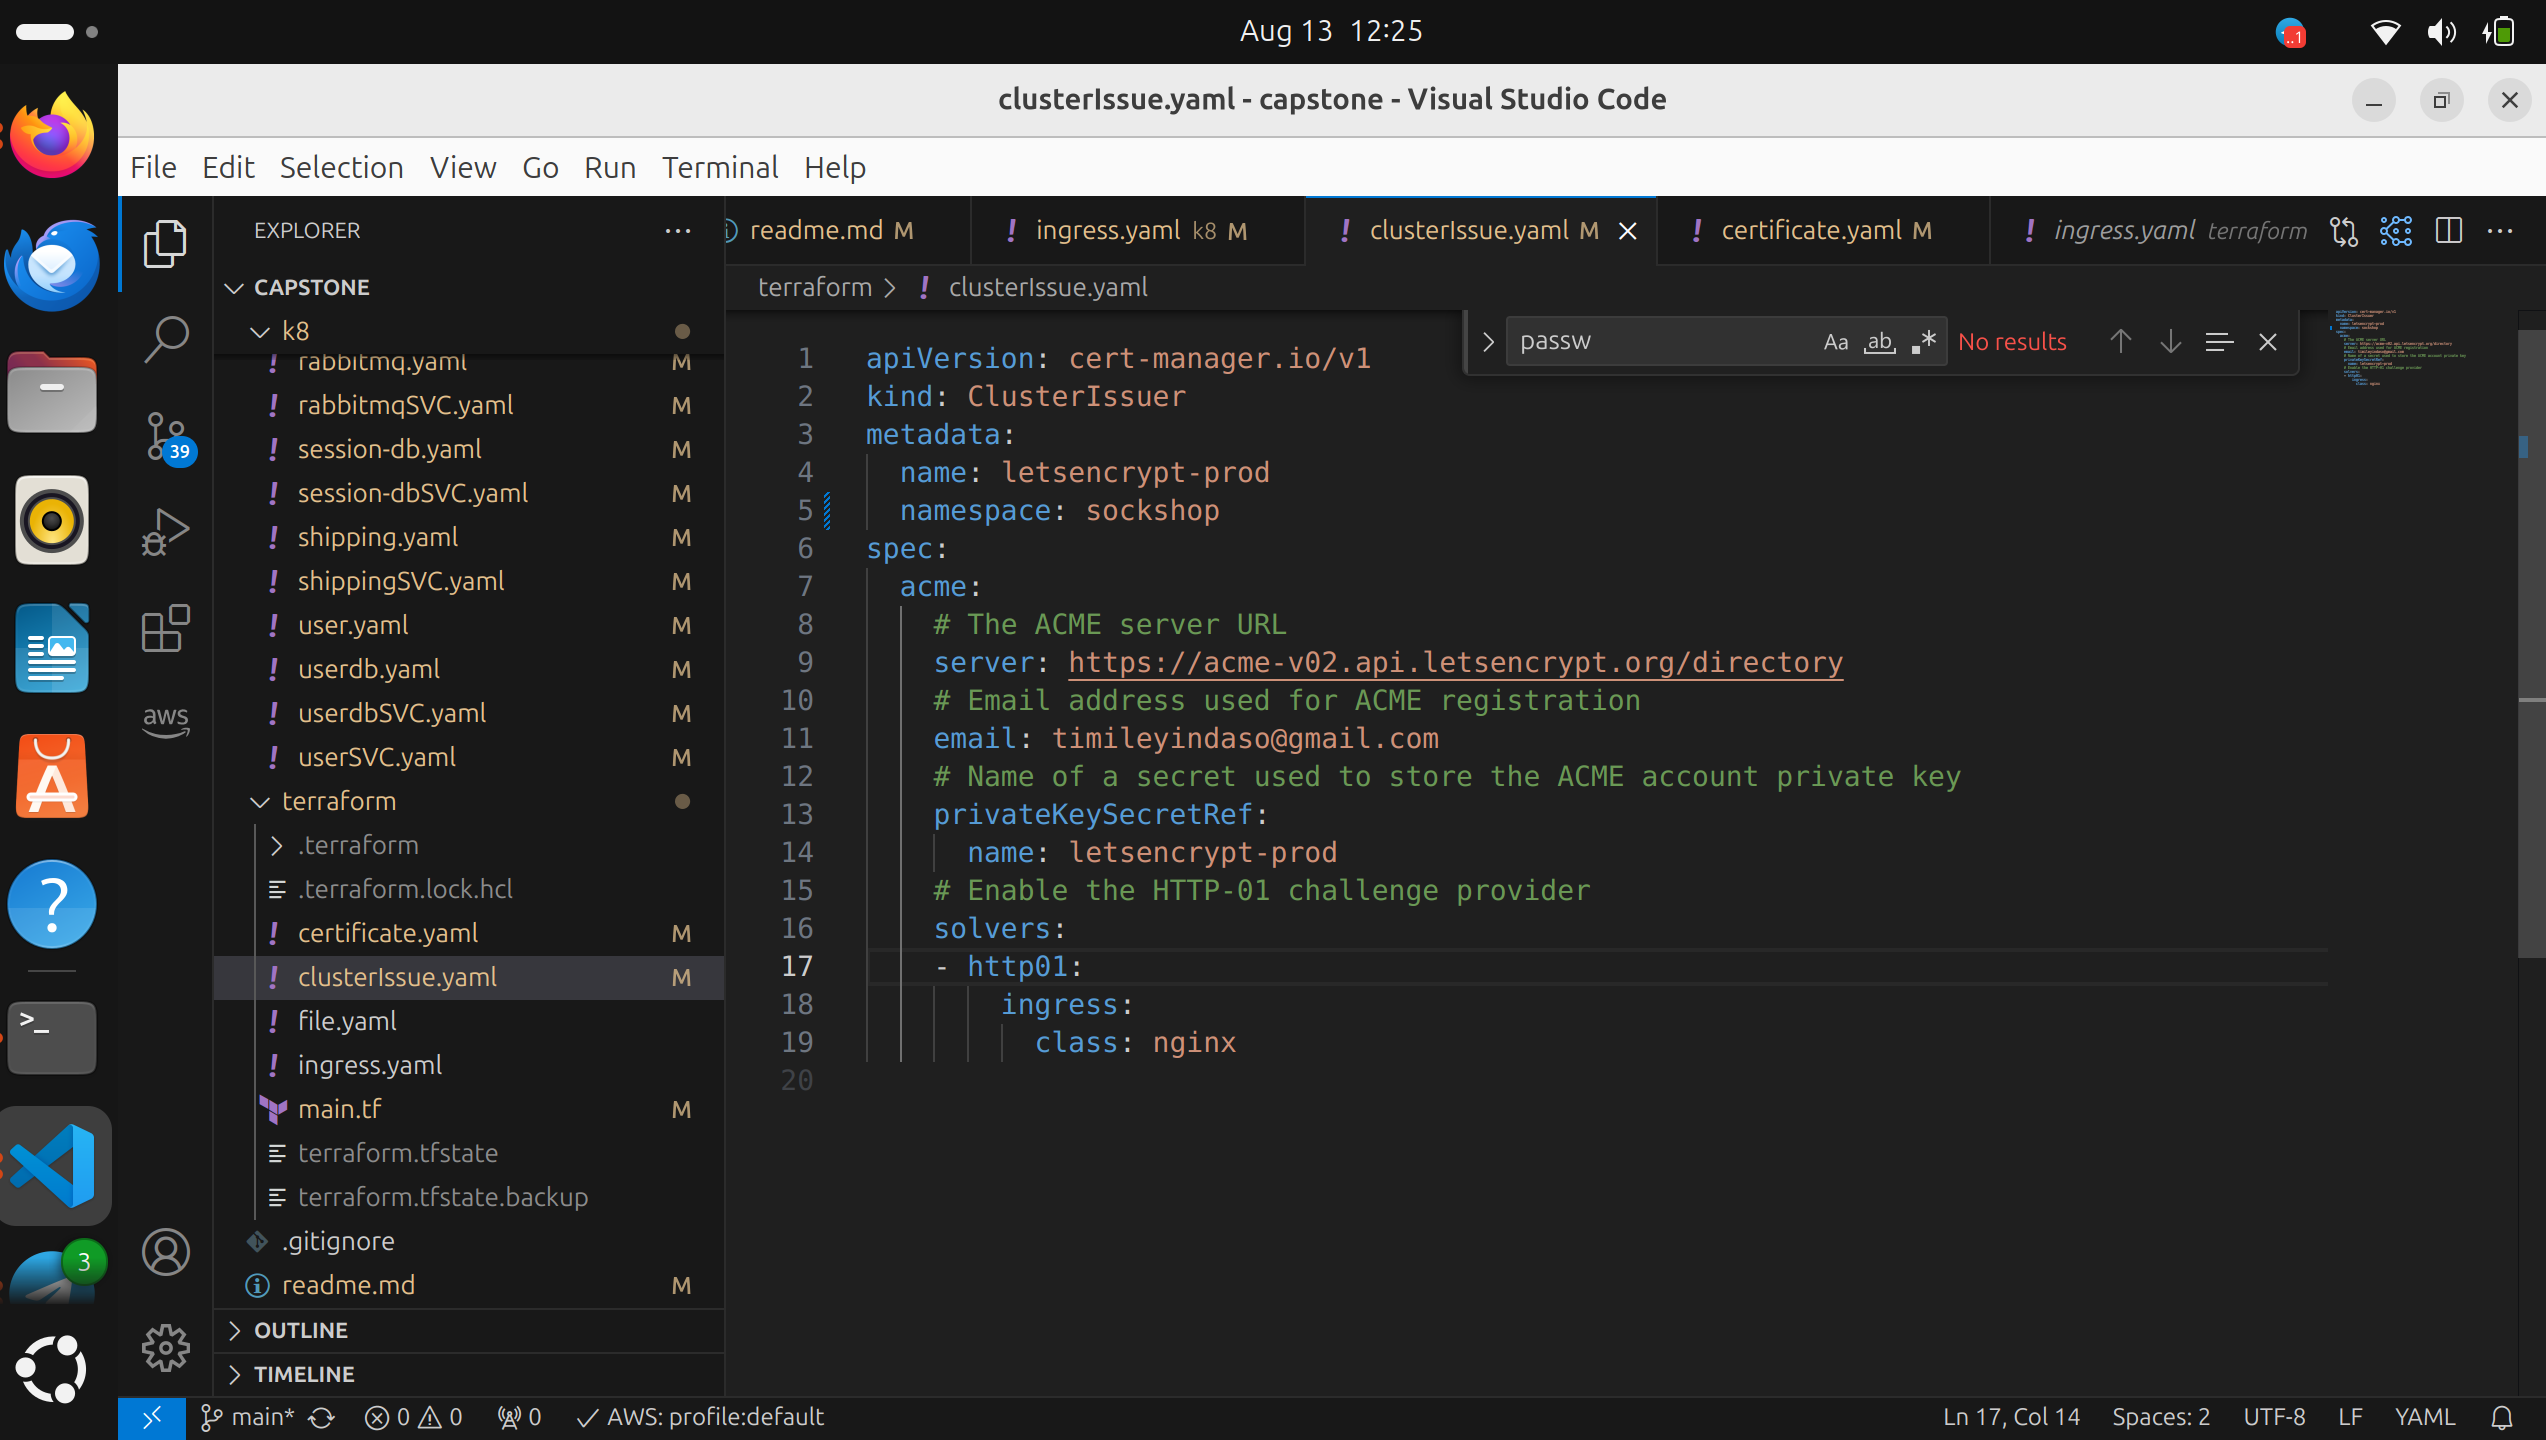 Aug 13 12:25
..1
clusterIssue.yaml - capstone - Visual Studio Code
File Edit Selection View Go Run Terminal Help
EXPLORER
readme.md M
ingress.yaml k8 M
clusterIssue.yaml M
certificate.yaml M
ingress.yaml terraform
CAPSTONE
k8
rabbitmq.yaml M
rabbitmqSVC.yaml M
session-db.yaml M
session-dbSVC.yaml M
shipping.yaml M
shippingSVC.yaml M
user.yaml M
userdb.yaml M
userdbSVC.yaml M
userSVC.yaml M
terraform
.terraform
.terraform.lock.hcl
certificate.yaml M
clusterIssue.yaml M
file.yaml
ingress.yaml
main.tf M
terraform.tfstate
terraform.tfstate.backup
.gitignore
readme.md M
OUTLINE
TIMELINE
39
aws
3
terraform > clusterIssue.yaml
passw Aa ab .* No results
1 apiVersion: cert-manager.io/v1
2 kind: ClusterIssuer
3 metadata:
4 name: letsencrypt-prod
5 namespace: sockshop
6 spec:
7 acme:
8 # The ACME server URL
9 server: https://acme-v02.api.letsencrypt.org/directory
10 # Email address used for ACME registration
11 email: timileyindaso@gmail.com
12 # Name of a secret used to store the ACME account private key
13 privateKeySecretRef:
14 name: letsencrypt-prod
15 # Enable the HTTP-01 challenge provider
16 solvers:
17 - http01:
18 ingress:
19 class: nginx
20
main* 0 0 0 AWS: profile:default
Ln 17, Col 14 Spaces: 2 UTF-8 LF YAML